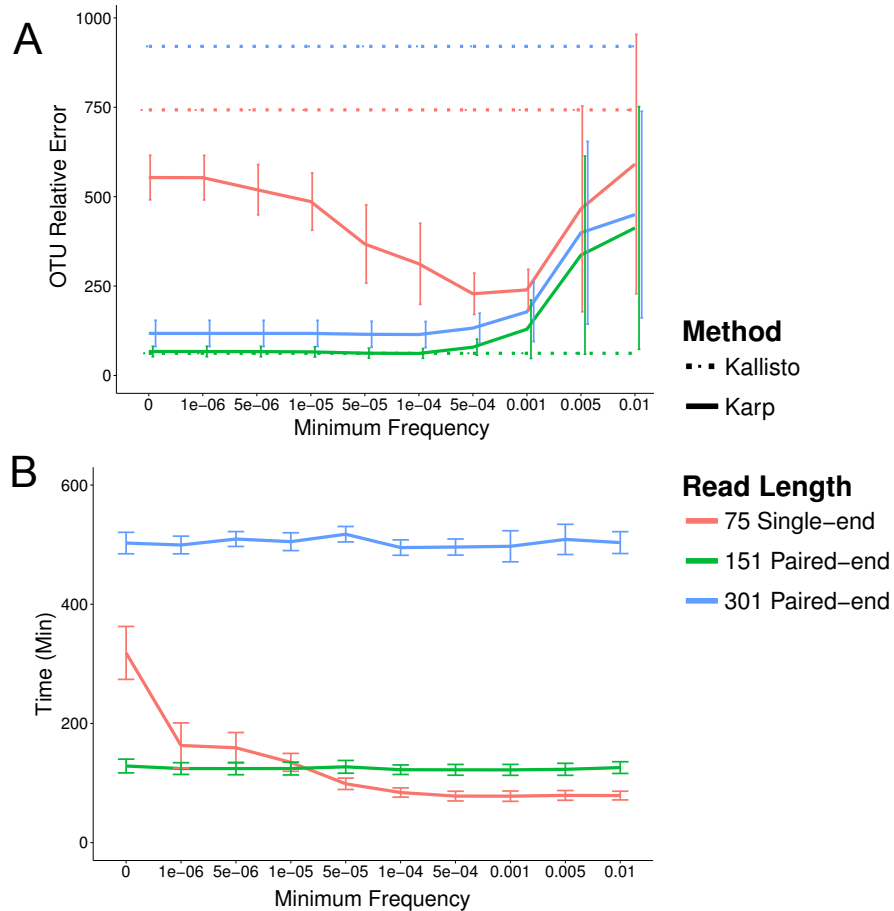 A
1000
750
500
250
0
OTU Relative Error
0 1e−06 5e−06 1e−05 5e−05 1e−04 5e−04 0.001 0.005 0.01
Minimum Frequency
Method
Kallisto
Karp
B
600
400
200
0
Time (Min)
0 1e−06 5e−06 1e−05 5e−05 1e−04 5e−04 0.001 0.005 0.01
Minimum Frequency
Read Length
75 Single−end
151 Paired−end
301 Paired−end